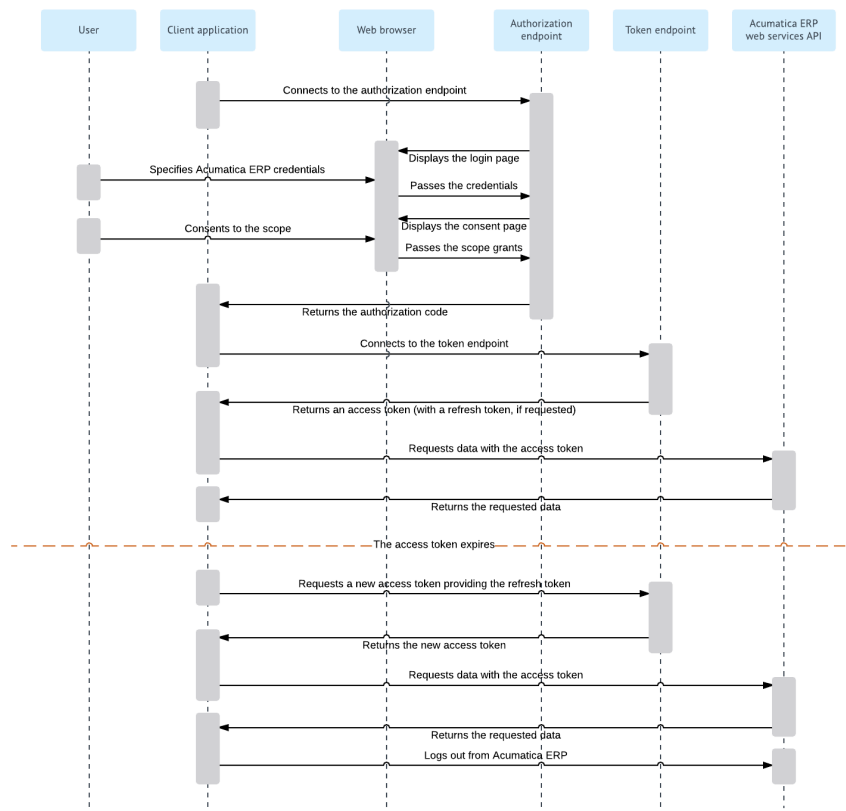 User
Client application
Web browser
Authorization
endpoint
Token endpoint
Acumatica ERP
web services API
Connects to the authorization endpoint
Displays the login page
Specifies Acumatica ERP credentials
Passes the credentials
Displays the consent page
Consents to the scope
Passes the scope grants
Returns the authorization code
Connects to the token endpoint
Returns an access token (with a refresh token, if requested)
Requests data with the access token
Returns the requested data
The access token expires
Requests a new access token providing the refresh token
Returns the new access token
Requests data with the access token
Returns the requested data
Logs out from Acumatica ERP